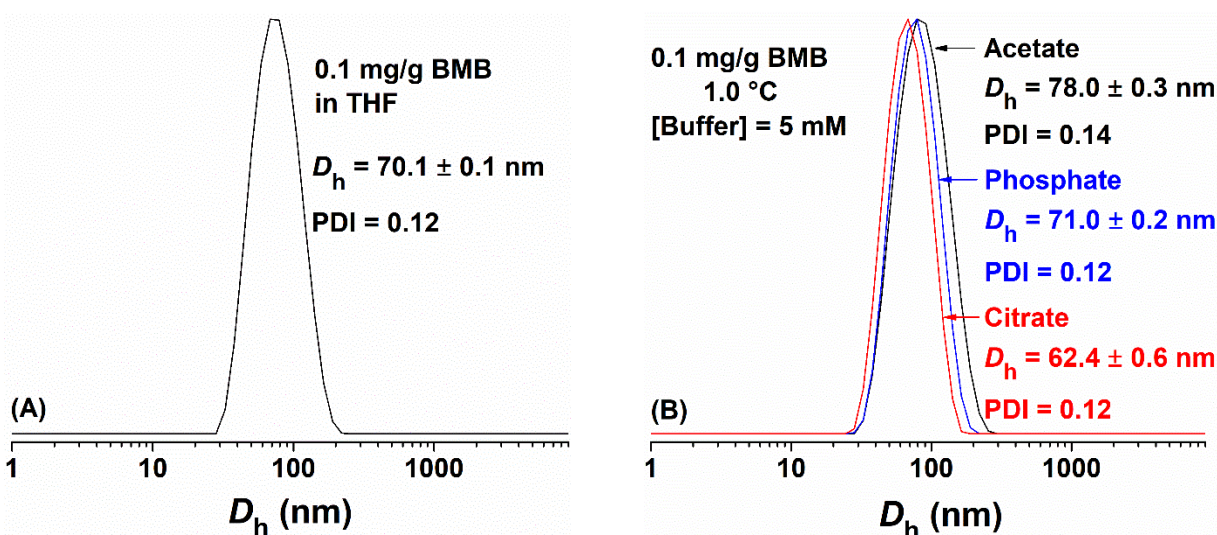 0.1 mg/g BMB
in THF
D_h = 70.1 ± 0.1 nm
PDI = 0.12
(A)
1 10 100 1000
D_h (nm)
0.1 mg/g BMB
1.0 °C
[Buffer] = 5 mM
Acetate
D_h = 78.0 ± 0.3 nm
PDI = 0.14
Phosphate
D_h = 71.0 ± 0.2 nm
PDI = 0.12
Citrate
D_h = 62.4 ± 0.6 nm
PDI = 0.12
(B)
1 10 100 1000
D_h (nm)